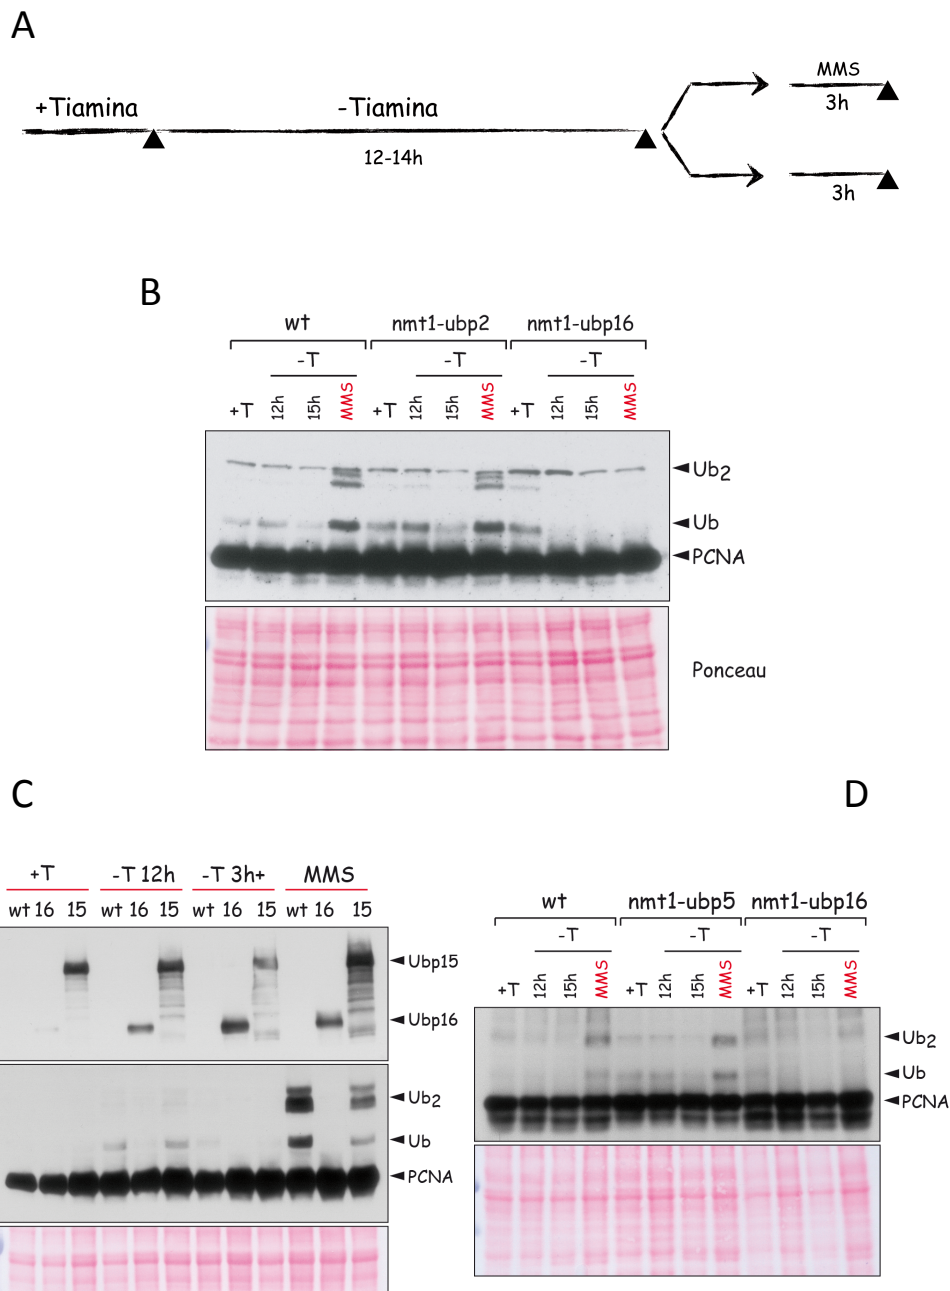 A
+Tiamina
-Tiamina
12-14h
MMS
3h
3h
B
wt nmt1-ubp2 nmt1-ubp16
-T -T -T
+T 12h 15h MMS +T 12h 15h MMS +T 12h 15h MMS
Ub2
Ub
PCNA
Ponceau
C
+T -T 12h -T 3h+ MMS
wt 16 15 wt 16 15 wt 16 15 wt 16 15
Ubp15
Ubp16
Ub2
Ub
PCNA
D
wt nmt1-ubp5 nmt1-ubp16
-T -T -T
+T 12h 15h MMS +T 12h 15h MMS +T 12h 15h MMS
Ub2
Ub
PCNA